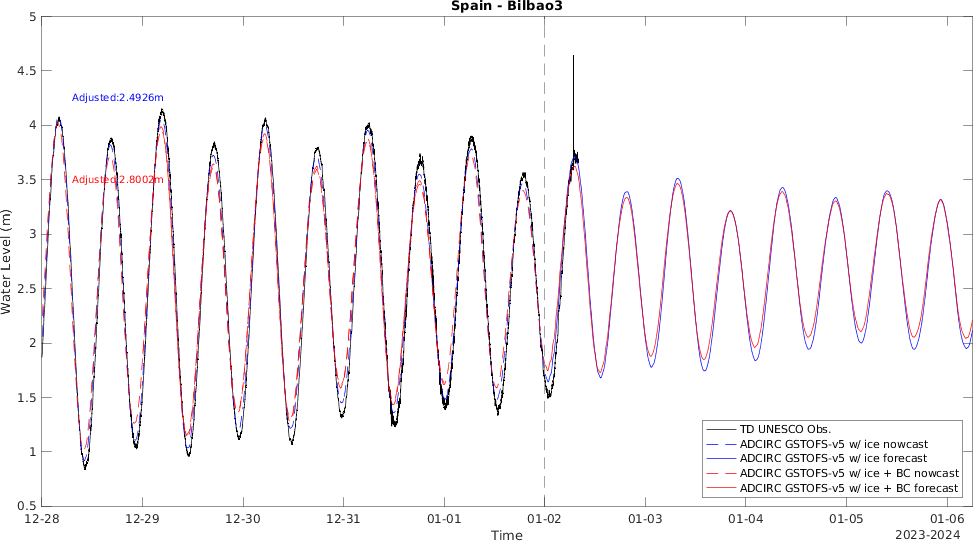 Spain - Bilbao3
5
4.5
4
3.5
3
2.5
2
1.5
1
0.5
Water Level (m)
Adjusted:2.4926m
Adjusted:2.8002m
TD UNESCO Obs.
ADCIRC GSTOFS-v5 w/ ice nowcast
ADCIRC GSTOFS-v5 w/ ice forecast
ADCIRC GSTOFS-v5 w/ ice + BC nowcast
ADCIRC GSTOFS-v5 w/ ice + BC forecast
12-28 12-29 12-30 12-31 01-01 01-02 01-03 01-04 01-05 01-06
Time
2023-2024